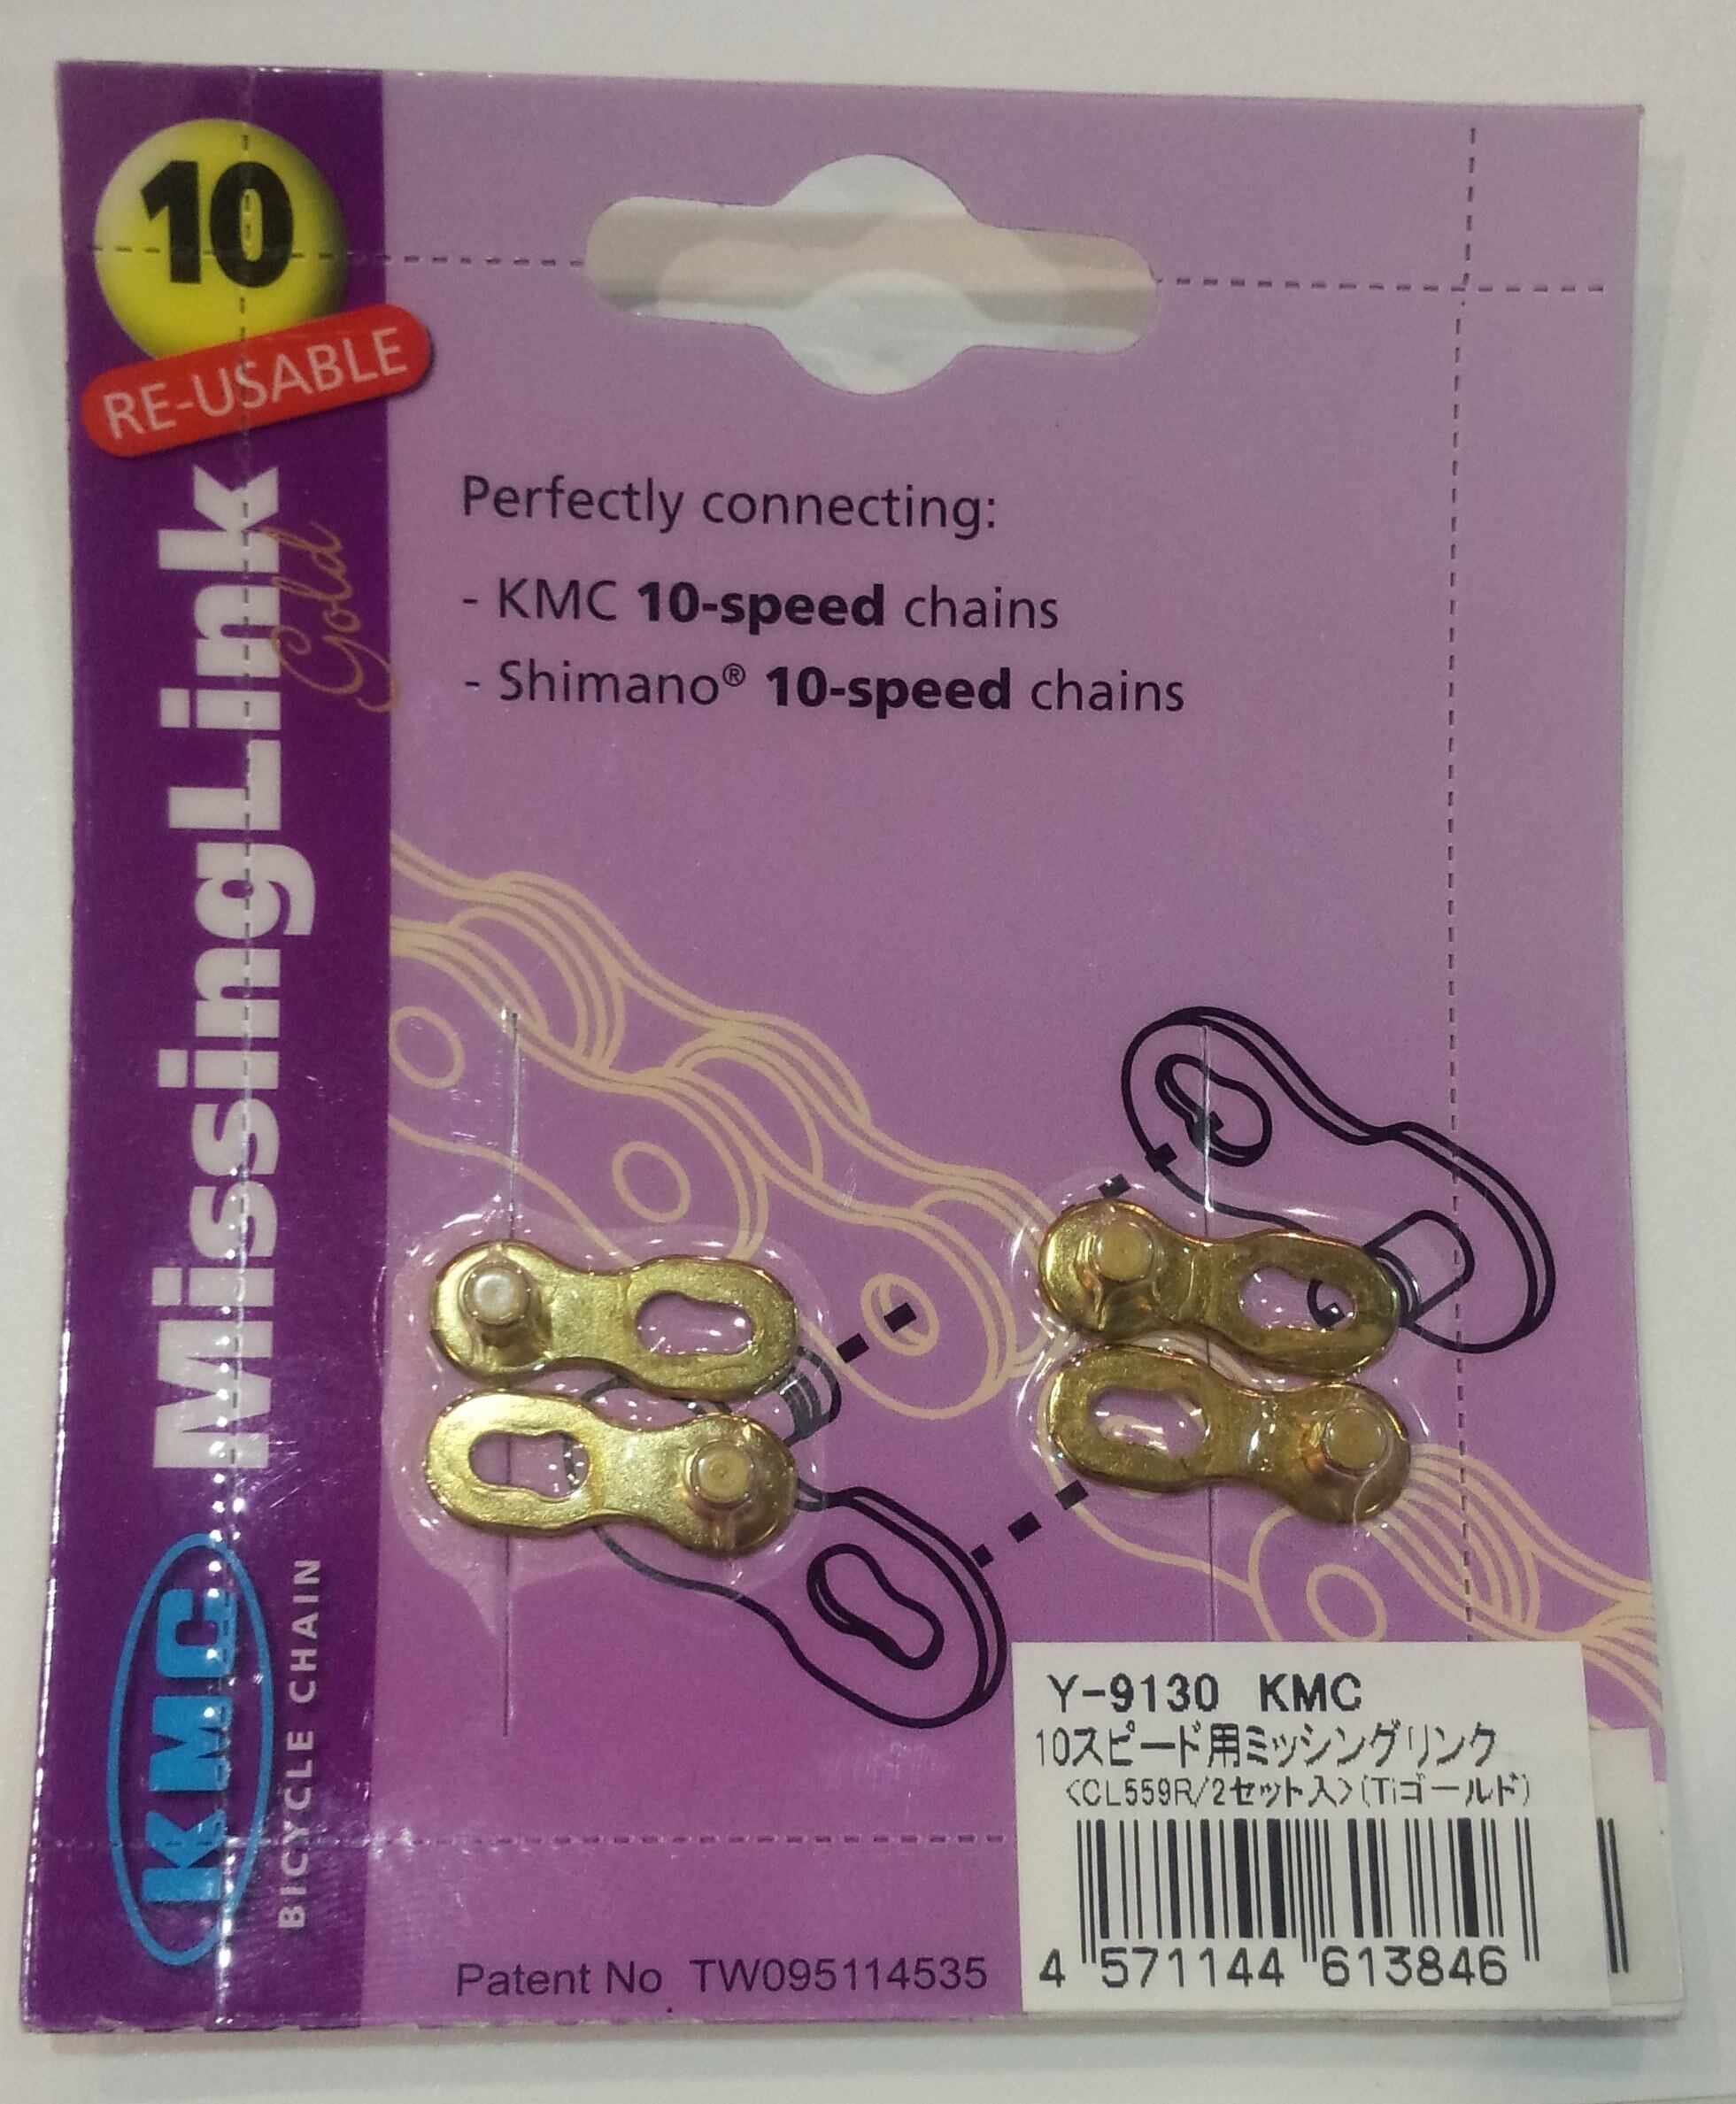 10
RE-USABLE
MissingLink
Gold
KMC
BICYCLE CHAIN
Perfectly connecting:
- KMC 10-speed chains
- Shimano® 10-speed chains
Y-9130 KMC
10スピード用ミッシングリンク
<CL559R/2セット入>(Tiゴールド)
4 571144 613846
Patent No TW095114535